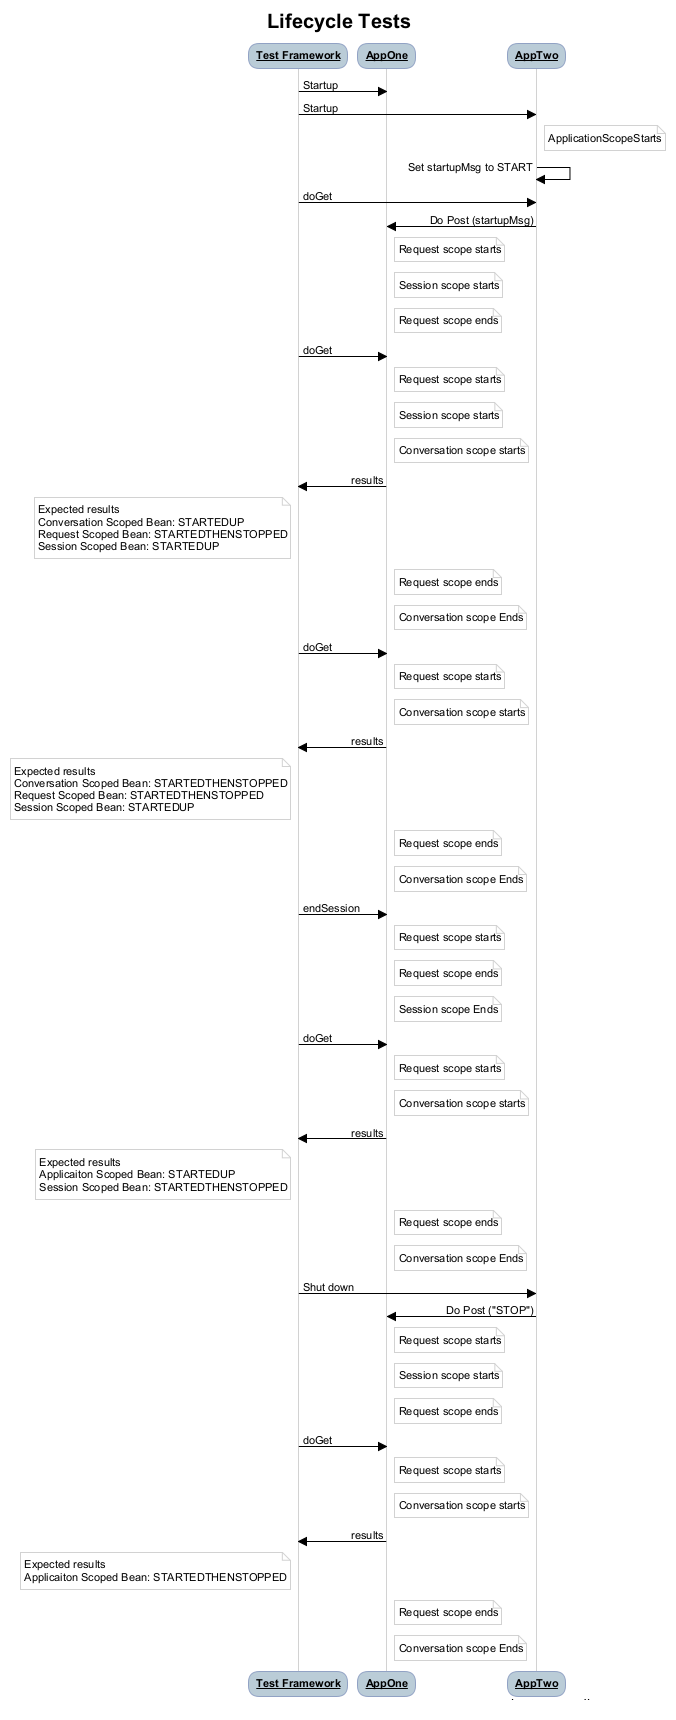 Lifecycle Tests
Test Framework
AppOne
AppTwo
Startup
Startup
ApplicationScopeStarts
Set startupMsg to START
doGet
Do Post (startupMsg)
Request scope starts
Session scope starts
Request scope ends
doGet
Request scope starts
Session scope starts
Conversation scope starts
results
Expected results
Conversation Scoped Bean: STARTEDUP
Request Scoped Bean: STARTEDTHENSTOPPED
Session Scoped Bean: STARTEDUP
Request scope ends
Conversation scope Ends
doGet
Request scope starts
Conversation scope starts
results
Expected results
Conversation Scoped Bean: STARTEDTHENSTOPPED
Request Scoped Bean: STARTEDTHENSTOPPED
Session Scoped Bean: STARTEDUP
Request scope ends
Conversation scope Ends
endSession
Request scope starts
Request scope ends
Session scope Ends
doGet
Request scope starts
Conversation scope starts
results
Expected results
Applicaiton Scoped Bean: STARTEDUP
Session Scoped Bean: STARTEDTHENSTOPPED
Request scope ends
Conversation scope Ends
Shut down
Do Post ("STOP")
Request scope starts
Session scope starts
Request scope ends
doGet
Request scope starts
Conversation scope starts
results
Expected results
Applicaiton Scoped Bean: STARTEDTHENSTOPPED
Request scope ends
Conversation scope Ends
Test Framework
AppOne
AppTwo